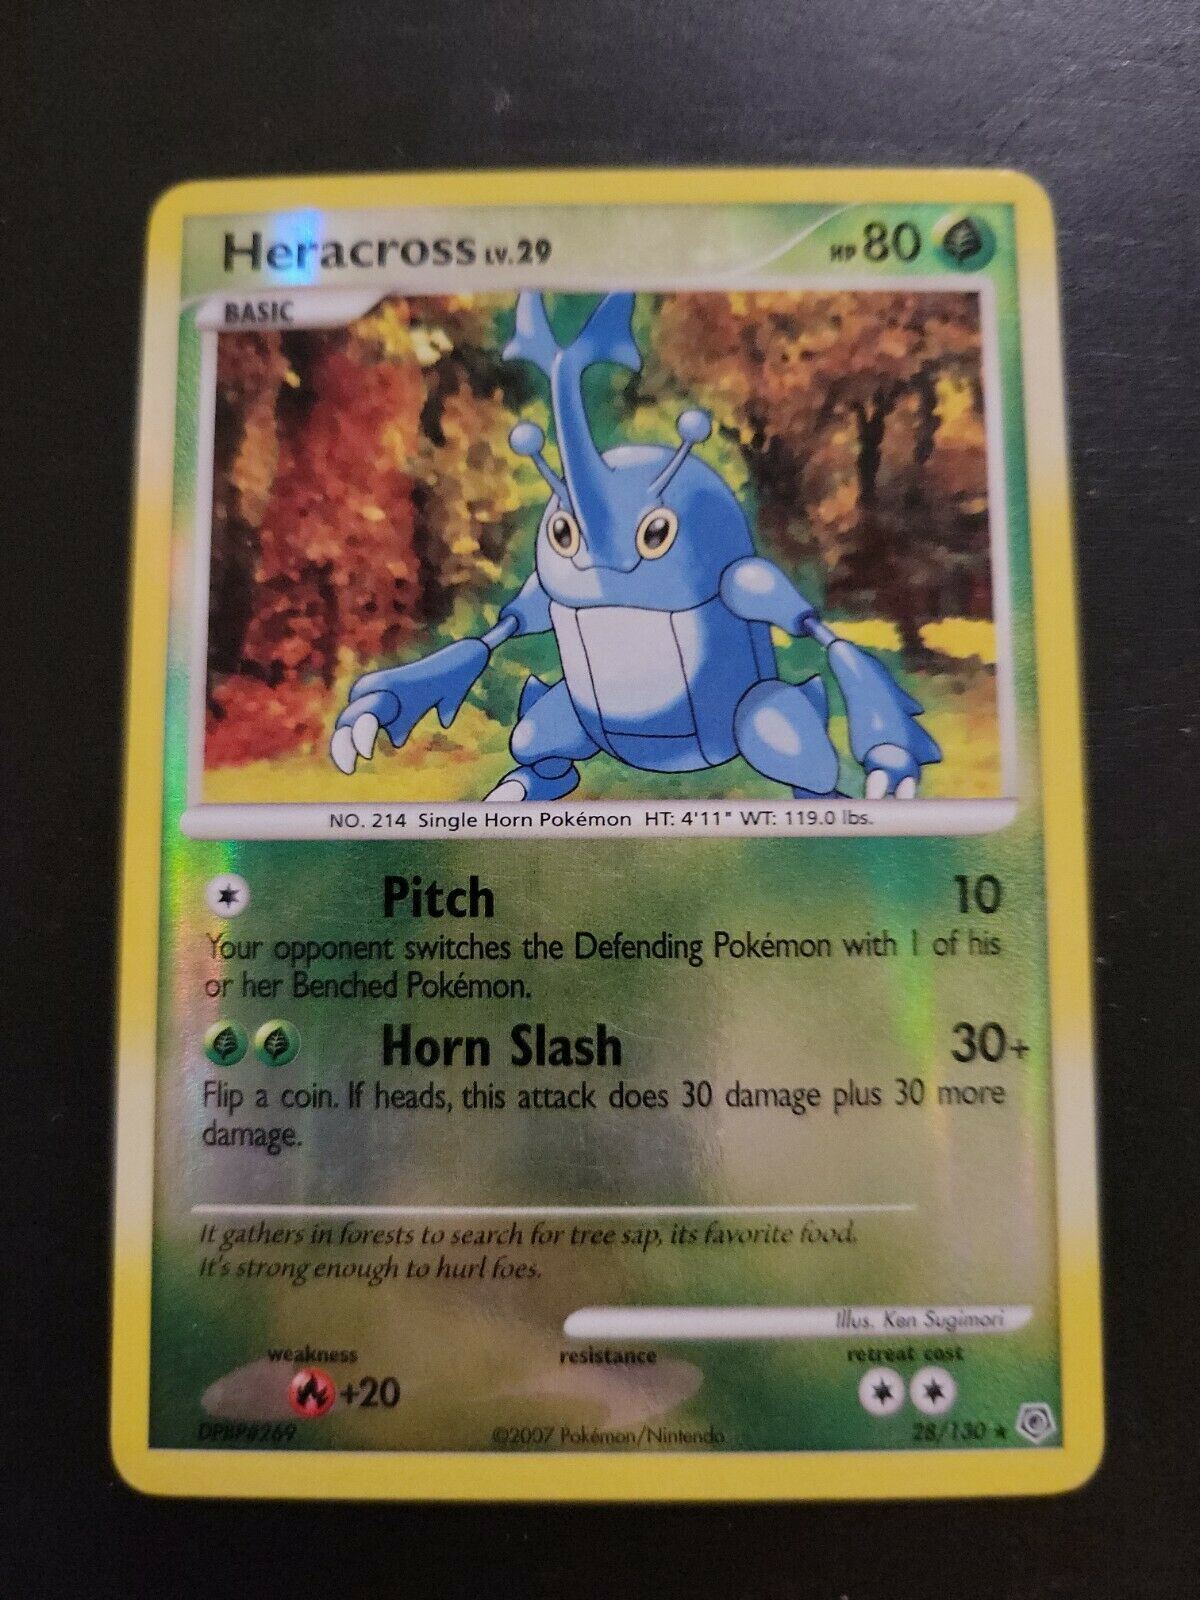 Heracross LV.29 HP 80
BASIC
NO. 214 Single Horn Pokémon HT: 4'11" WT: 119.0 lbs.
Pitch 10
Your opponent switches the Defending Pokémon with 1 of his
or her Benched Pokémon.
Horn Slash 30+
Flip a coin. If heads, this attack does 30 damage plus 30 more
damage.
It gathers in forests to search for tree sap, its favorite food.
It's strong enough to hurl foes.
Illus. Ken Sugimori
weakness resistance retreat cost
+20
DPBP#269 ©2007 Pokémon/Nintendo 28/130 ★